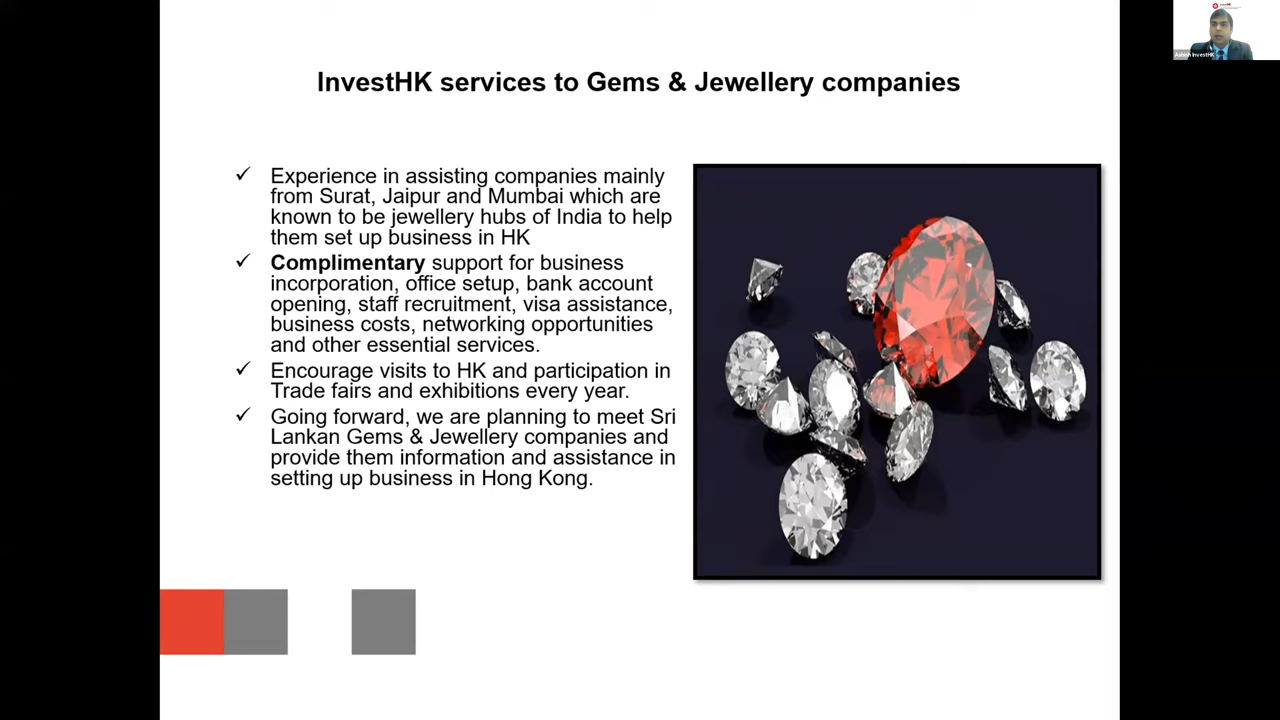 InvestHK services to Gems & Jewellery companies
✓ Experience in assisting companies mainly
from Surat, Jaipur and Mumbai which are
known to be jewellery hubs of India to help
them set up business in HK
✓ Complimentary support for business
incorporation, office setup, bank account
opening, staff recruitment, visa assistance,
business costs, networking opportunities
and other essential services.
✓ Encourage visits to HK and participation in
Trade fairs and exhibitions every year.
✓ Going forward, we are planning to meet Sri
Lankan Gems & Jewellery companies and
provide them information and assistance in
setting up business in Hong Kong.
Ashish InvestHK